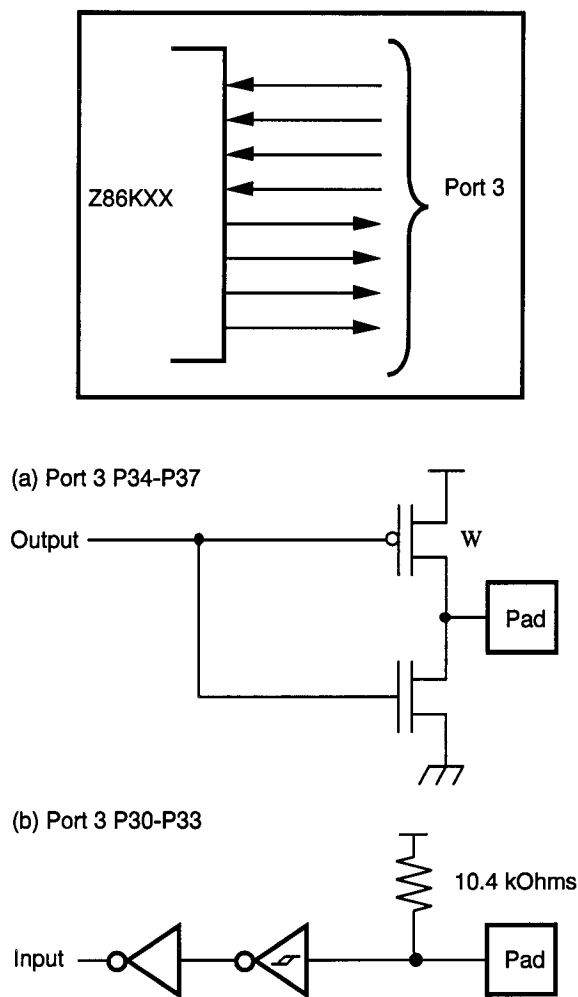 Z86KXX
Port 3
(a) Port 3 P34-P37
Output
W
Pad
(b) Port 3 P30-P33
10.4 kOhms
Input
Pad